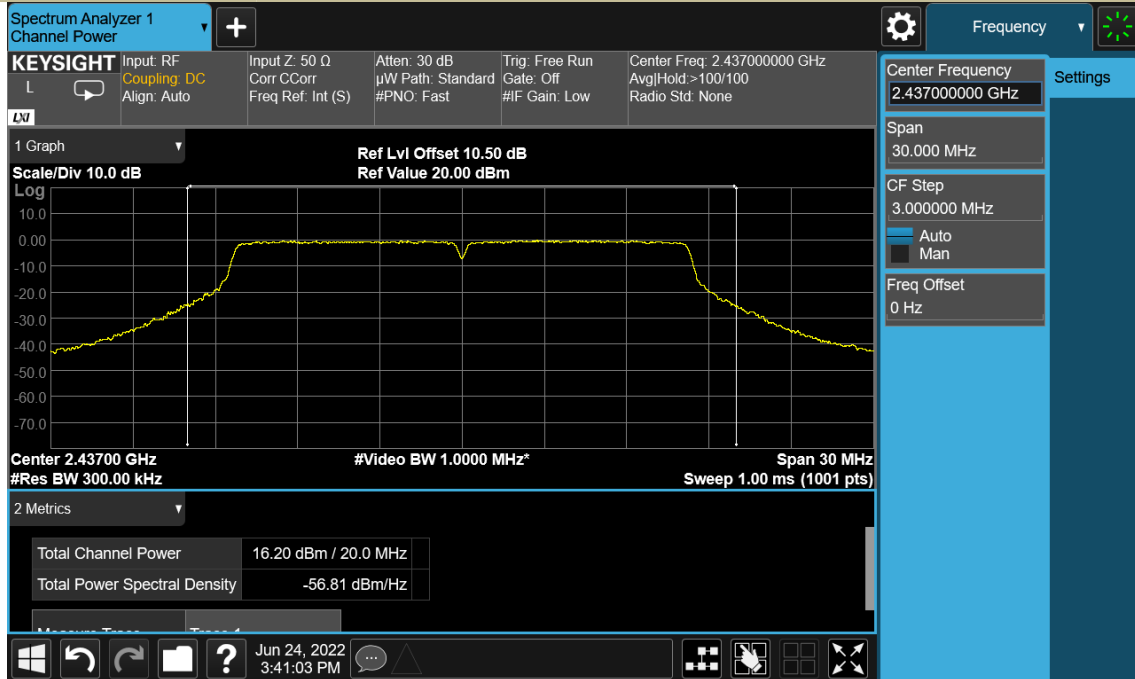 Spectrum Analyzer 1
Channel Power
+
Frequency
KEYSIGHT
L
LXI
Input: RF
Coupling: DC
Align: Auto
Input Z: 50 Ω
Corr CCorr
Freq Ref: Int (S)
Atten: 30 dB
µW Path: Standard
#PNO: Fast
Trig: Free Run
Gate: Off
#IF Gain: Low
Center Freq: 2.437000000 GHz
Avg|Hold:>100/100
Radio Std: None
Center Frequency
2.437000000 GHz
Settings
Span
30.000 MHz
CF Step
3.000000 MHz
Auto
Man
Freq Offset
0 Hz
1 Graph
Scale/Div 10.0 dB
Ref Lvl Offset 10.50 dB
Ref Value 20.00 dBm
Log
10.0
0.00
-10.0
-20.0
-30.0
-40.0
-50.0
-60.0
-70.0
Center 2.43700 GHz
#Video BW 1.0000 MHz*
Span 30 MHz
#Res BW 300.00 kHz
Sweep 1.00 ms (1001 pts)
2 Metrics
Total Channel Power 16.20 dBm / 20.0 MHz
Total Power Spectral Density -56.81 dBm/Hz
Measure Trace Trace 1
?
Jun 24, 2022
3:41:03 PM